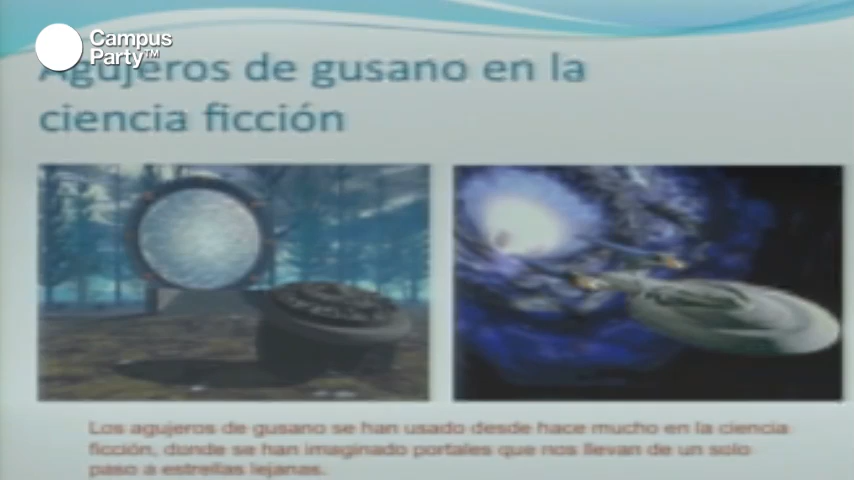 Campus
Party™
Agujeros de gusano en la
ciencia ficción
Los agujeros de gusano se han usado desde hace mucho en la ciencia
ficción, donde se han imaginado portales que nos llevan de un solo
paso a estrellas lejanas.